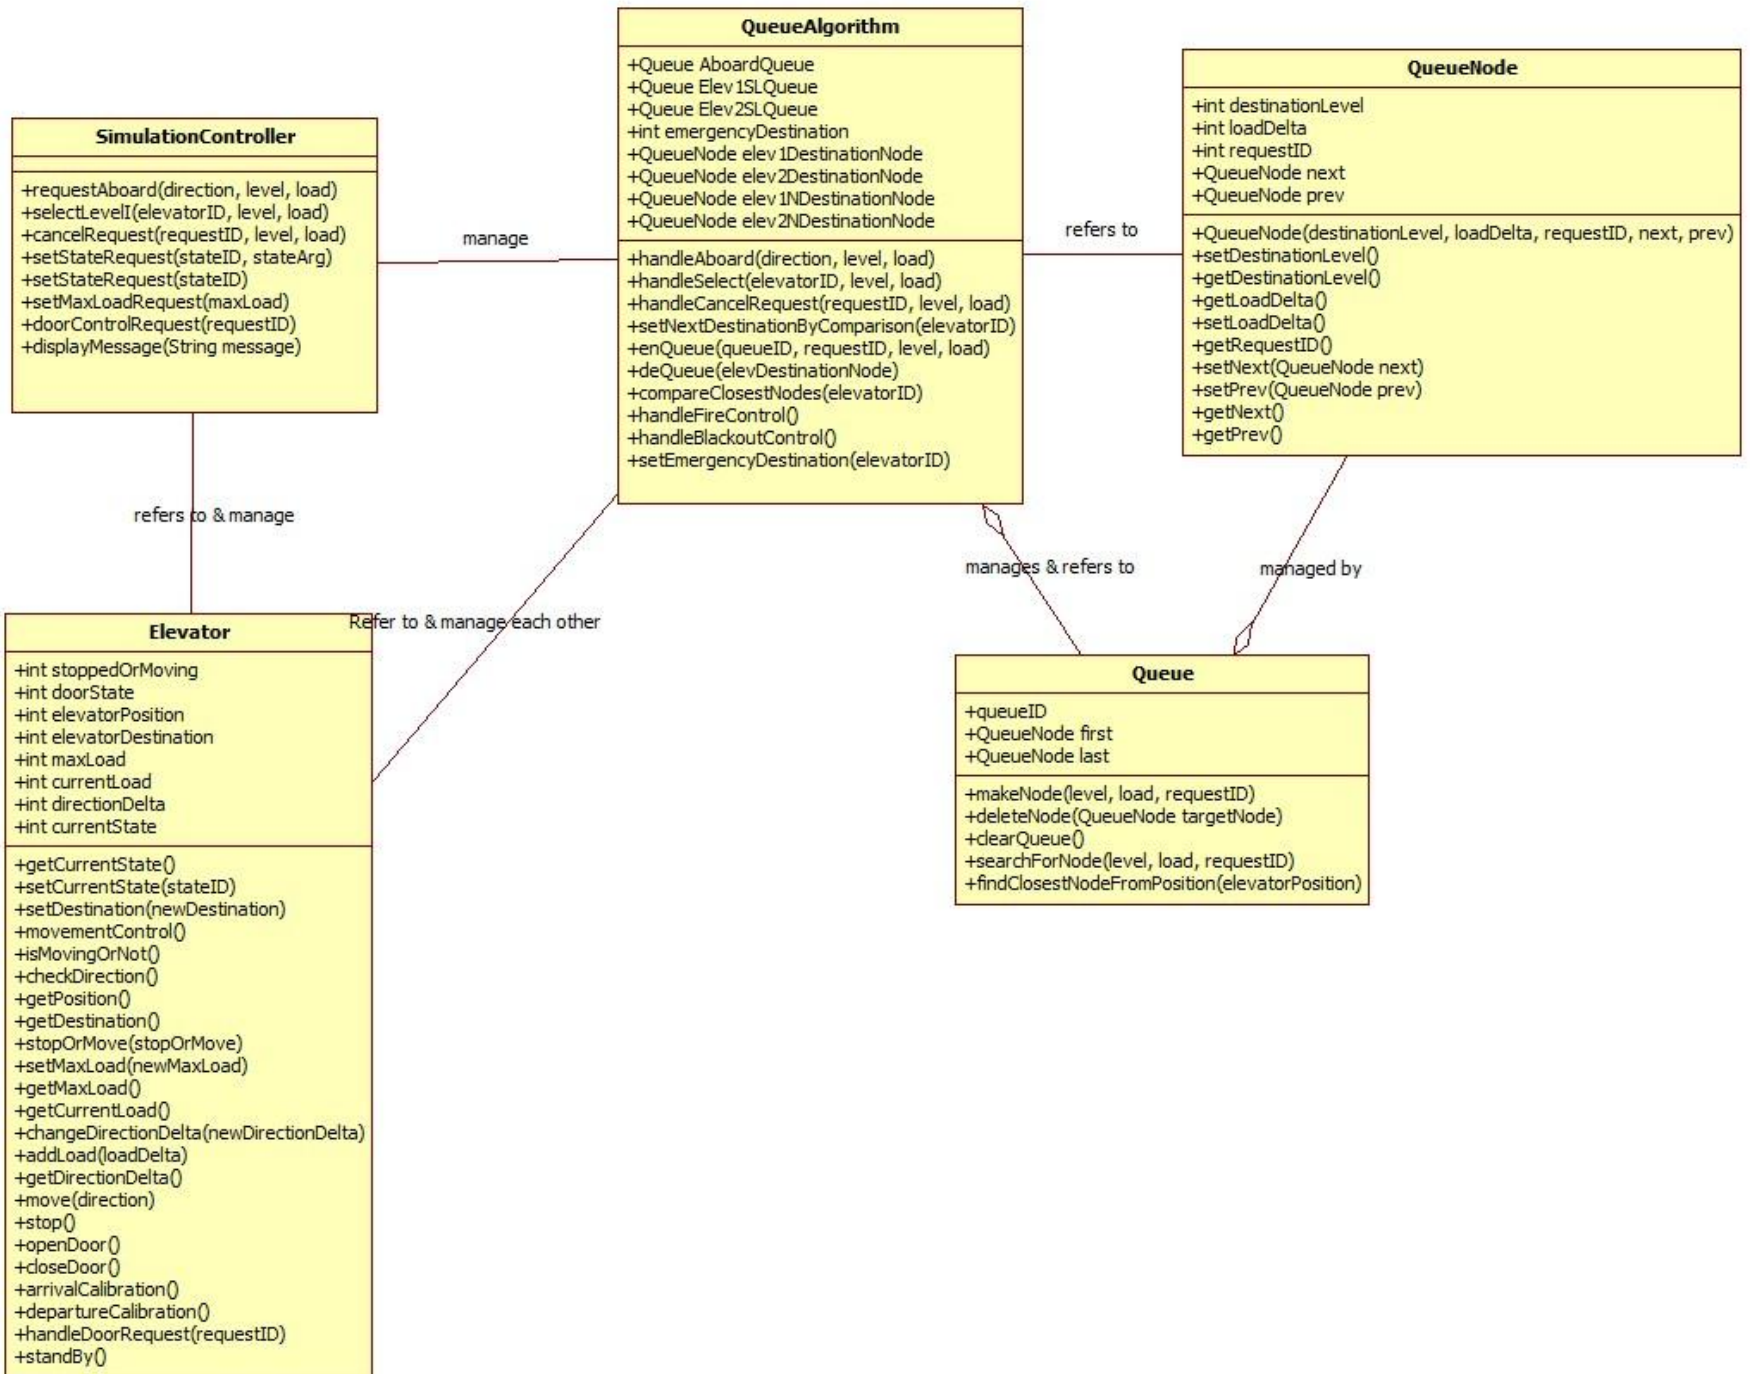 SimulationController
+requestAboard(direction, level, load)
+selectLevelI(elevatorID, level, load)
+cancelRequest(requestID, level, load)
+setStateRequest(stateID, stateArg)
+setStateRequest(stateID)
+setMaxLoadRequest(maxLoad)
+doorControlRequest(requestID)
+displayMessage(String message)
manage
QueueAlgorithm
+Queue AboardQueue
+Queue Elev1SLQueue
+Queue Elev2SLQueue
+int emergencyDestination
+QueueNode elev1DestinationNode
+QueueNode elev2DestinationNode
+QueueNode elev1NDestinationNode
+QueueNode elev2NDestinationNode
+handleAboard(direction, level, load)
+handleSelect(elevatorID, level, load)
+handleCancelRequest(requestID, level, load)
+setNextDestinationByComparison(elevatorID)
+enQueue(queueID, requestID, level, load)
+deQueue(elevDestinationNode)
+compareClosestNodes(elevatorID)
+handleFireControl()
+handleBlackoutControl()
+setEmergencyDestination(elevatorID)
refers to
QueueNode
+int destinationLevel
+int loadDelta
+int requestID
+QueueNode next
+QueueNode prev
+QueueNode(destinationLevel, loadDelta, requestID, next, prev)
+setDestinationLevel()
+getDestinationLevel()
+getLoadDelta()
+setLoadDelta()
+getRequestID()
+setNext(QueueNode next)
+setPrev(QueueNode prev)
+getNext()
+getPrev()
refers to & manage
Refer to & manage each other
manages & refers to
managed by
Elevator
+int stoppedOrMoving
+int doorState
+int elevatorPosition
+int elevatorDestination
+int maxLoad
+int currentLoad
+int directionDelta
+int currentState
+getCurrentState()
+setCurrentState(stateID)
+setDestination(newDestination)
+movementControl()
+isMovingOrNot()
+checkDirection()
+getPosition()
+getDestination()
+stopOrMove(stopOrMove)
+setMaxLoad(newMaxLoad)
+getMaxLoad()
+getCurrentLoad()
+changeDirectionDelta(newDirectionDelta)
+addLoad(loadDelta)
+getDirectionDelta()
+move(direction)
+stop()
+openDoor()
+closeDoor()
+arrivalCalibration()
+departureCalibration()
+handleDoorRequest(requestID)
+standBy()
Queue
+queueID
+QueueNode first
+QueueNode last
+makeNode(level, load, requestID)
+deleteNode(QueueNode targetNode)
+clearQueue()
+searchForNode(level, load, requestID)
+findClosestNodeFromPosition(elevatorPosition)